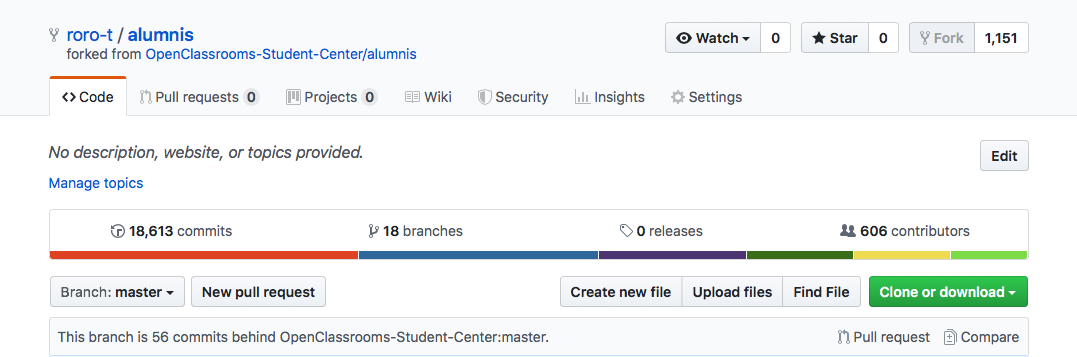 roro-t / alumnis
forked from OpenClassrooms-Student-Center/alumnis
Watch 0 Star 0 Fork 1,151
Code Pull requests 0 Projects 0 Wiki Security Insights Settings
No description, website, or topics provided.
Edit
Manage topics
18,613 commits 18 branches 0 releases 606 contributors
Branch: master New pull request Create new file Upload files Find File Clone or download
This branch is 56 commits behind OpenClassrooms-Student-Center:master. Pull request Compare